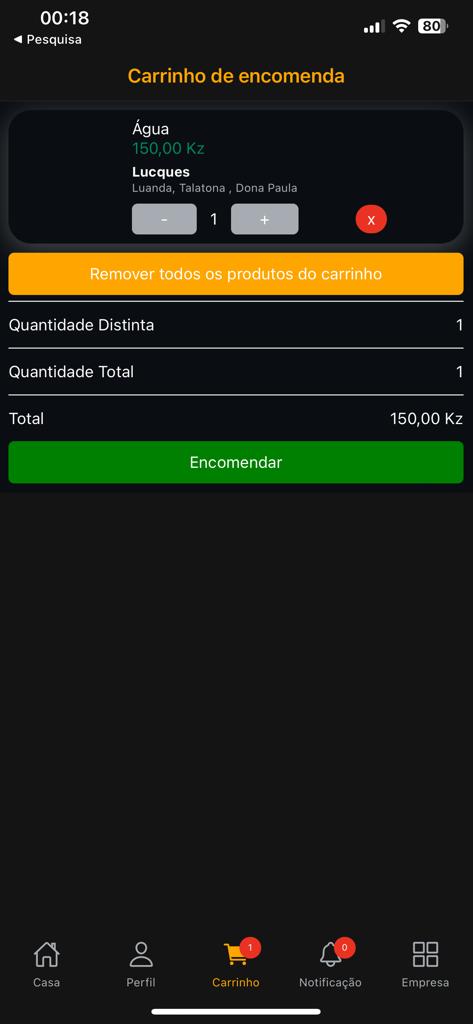 00:18
80
◀ Pesquisa
Carrinho de encomenda
Água
150,00 Kz
Lucques
Luanda, Talatona , Dona Paula
- 1 + x
Remover todos os produtos do carrinho
Quantidade Distinta 1
Quantidade Total 1
Total 150,00 Kz
Encomendar
1 0
Casa Perfil Carrinho Notificação Empresa